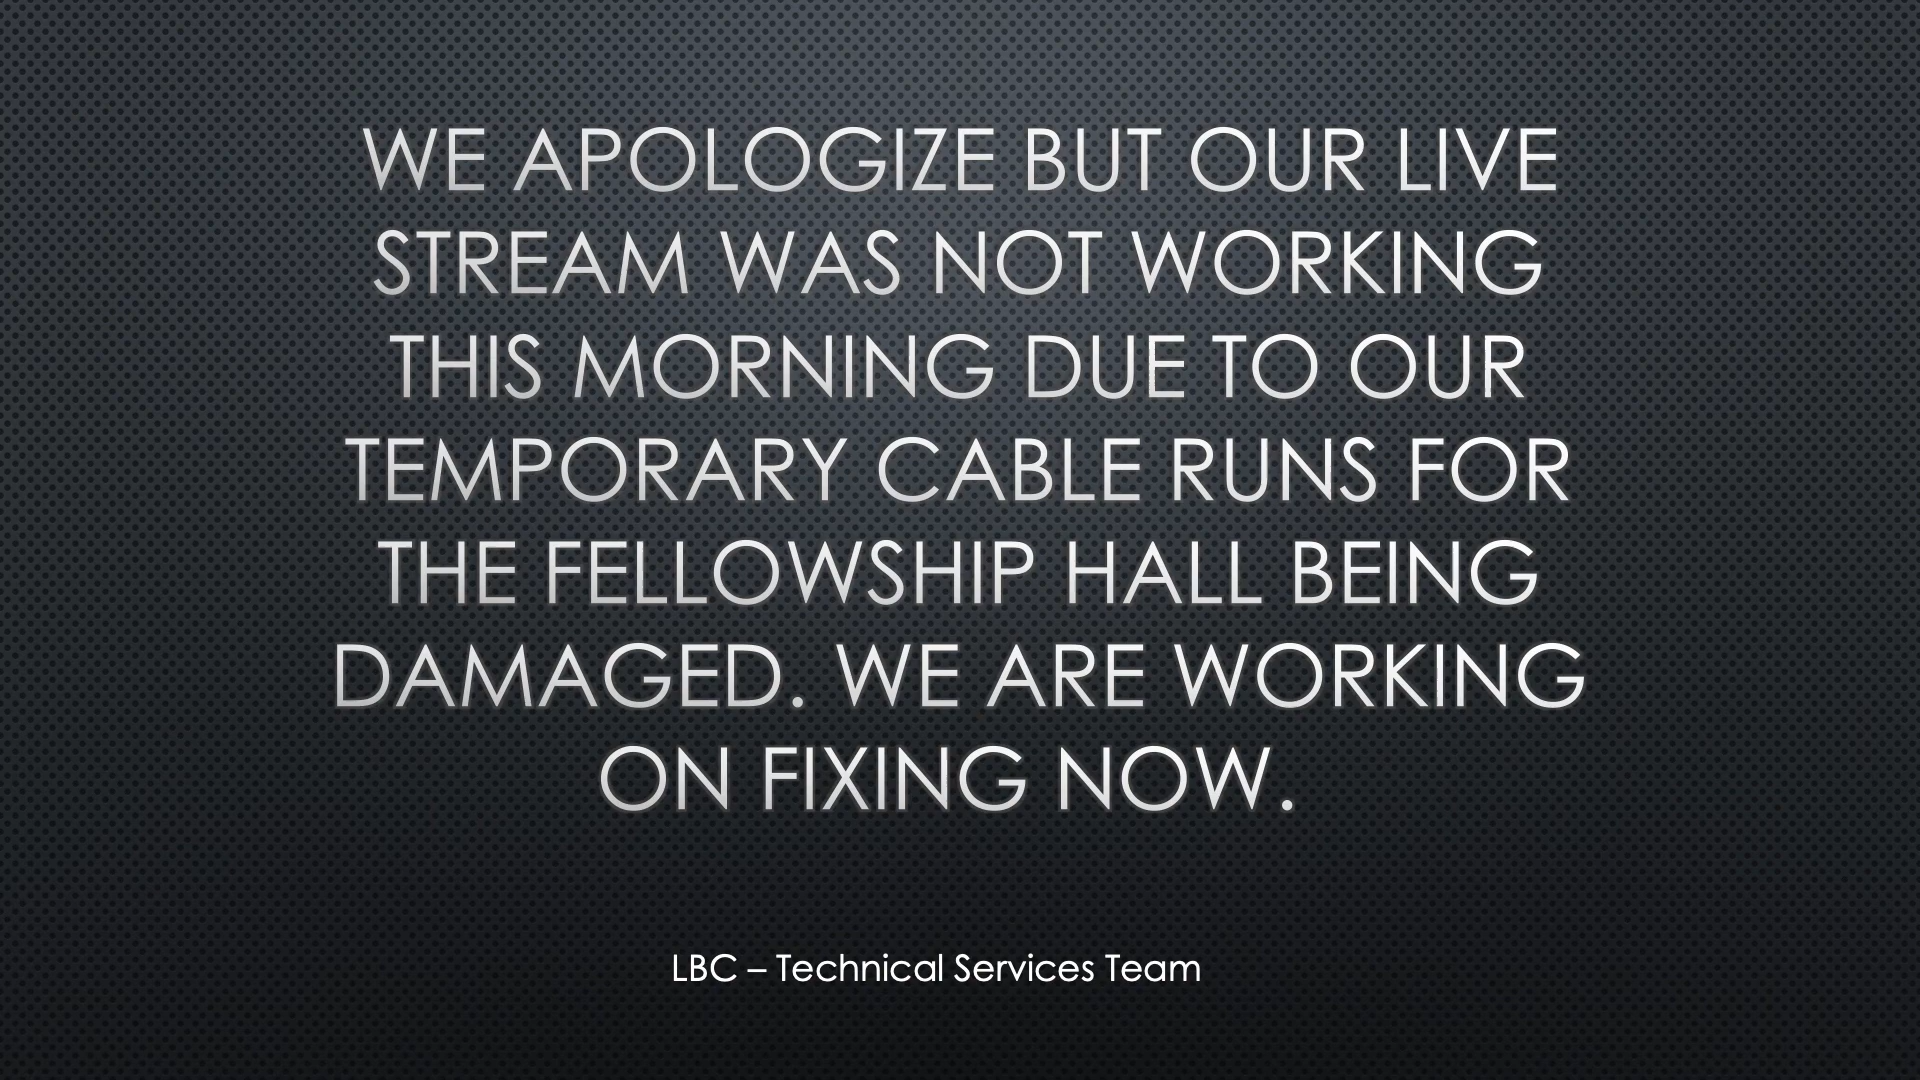 WE APOLOGIZE BUT OUR LIVE
STREAM WAS NOT WORKING
THIS MORNING DUE TO OUR
TEMPORARY CABLE RUNS FOR
THE FELLOWSHIP HALL BEING
DAMAGED. WE ARE WORKING
ON FIXING NOW.
LBC – Technical Services Team